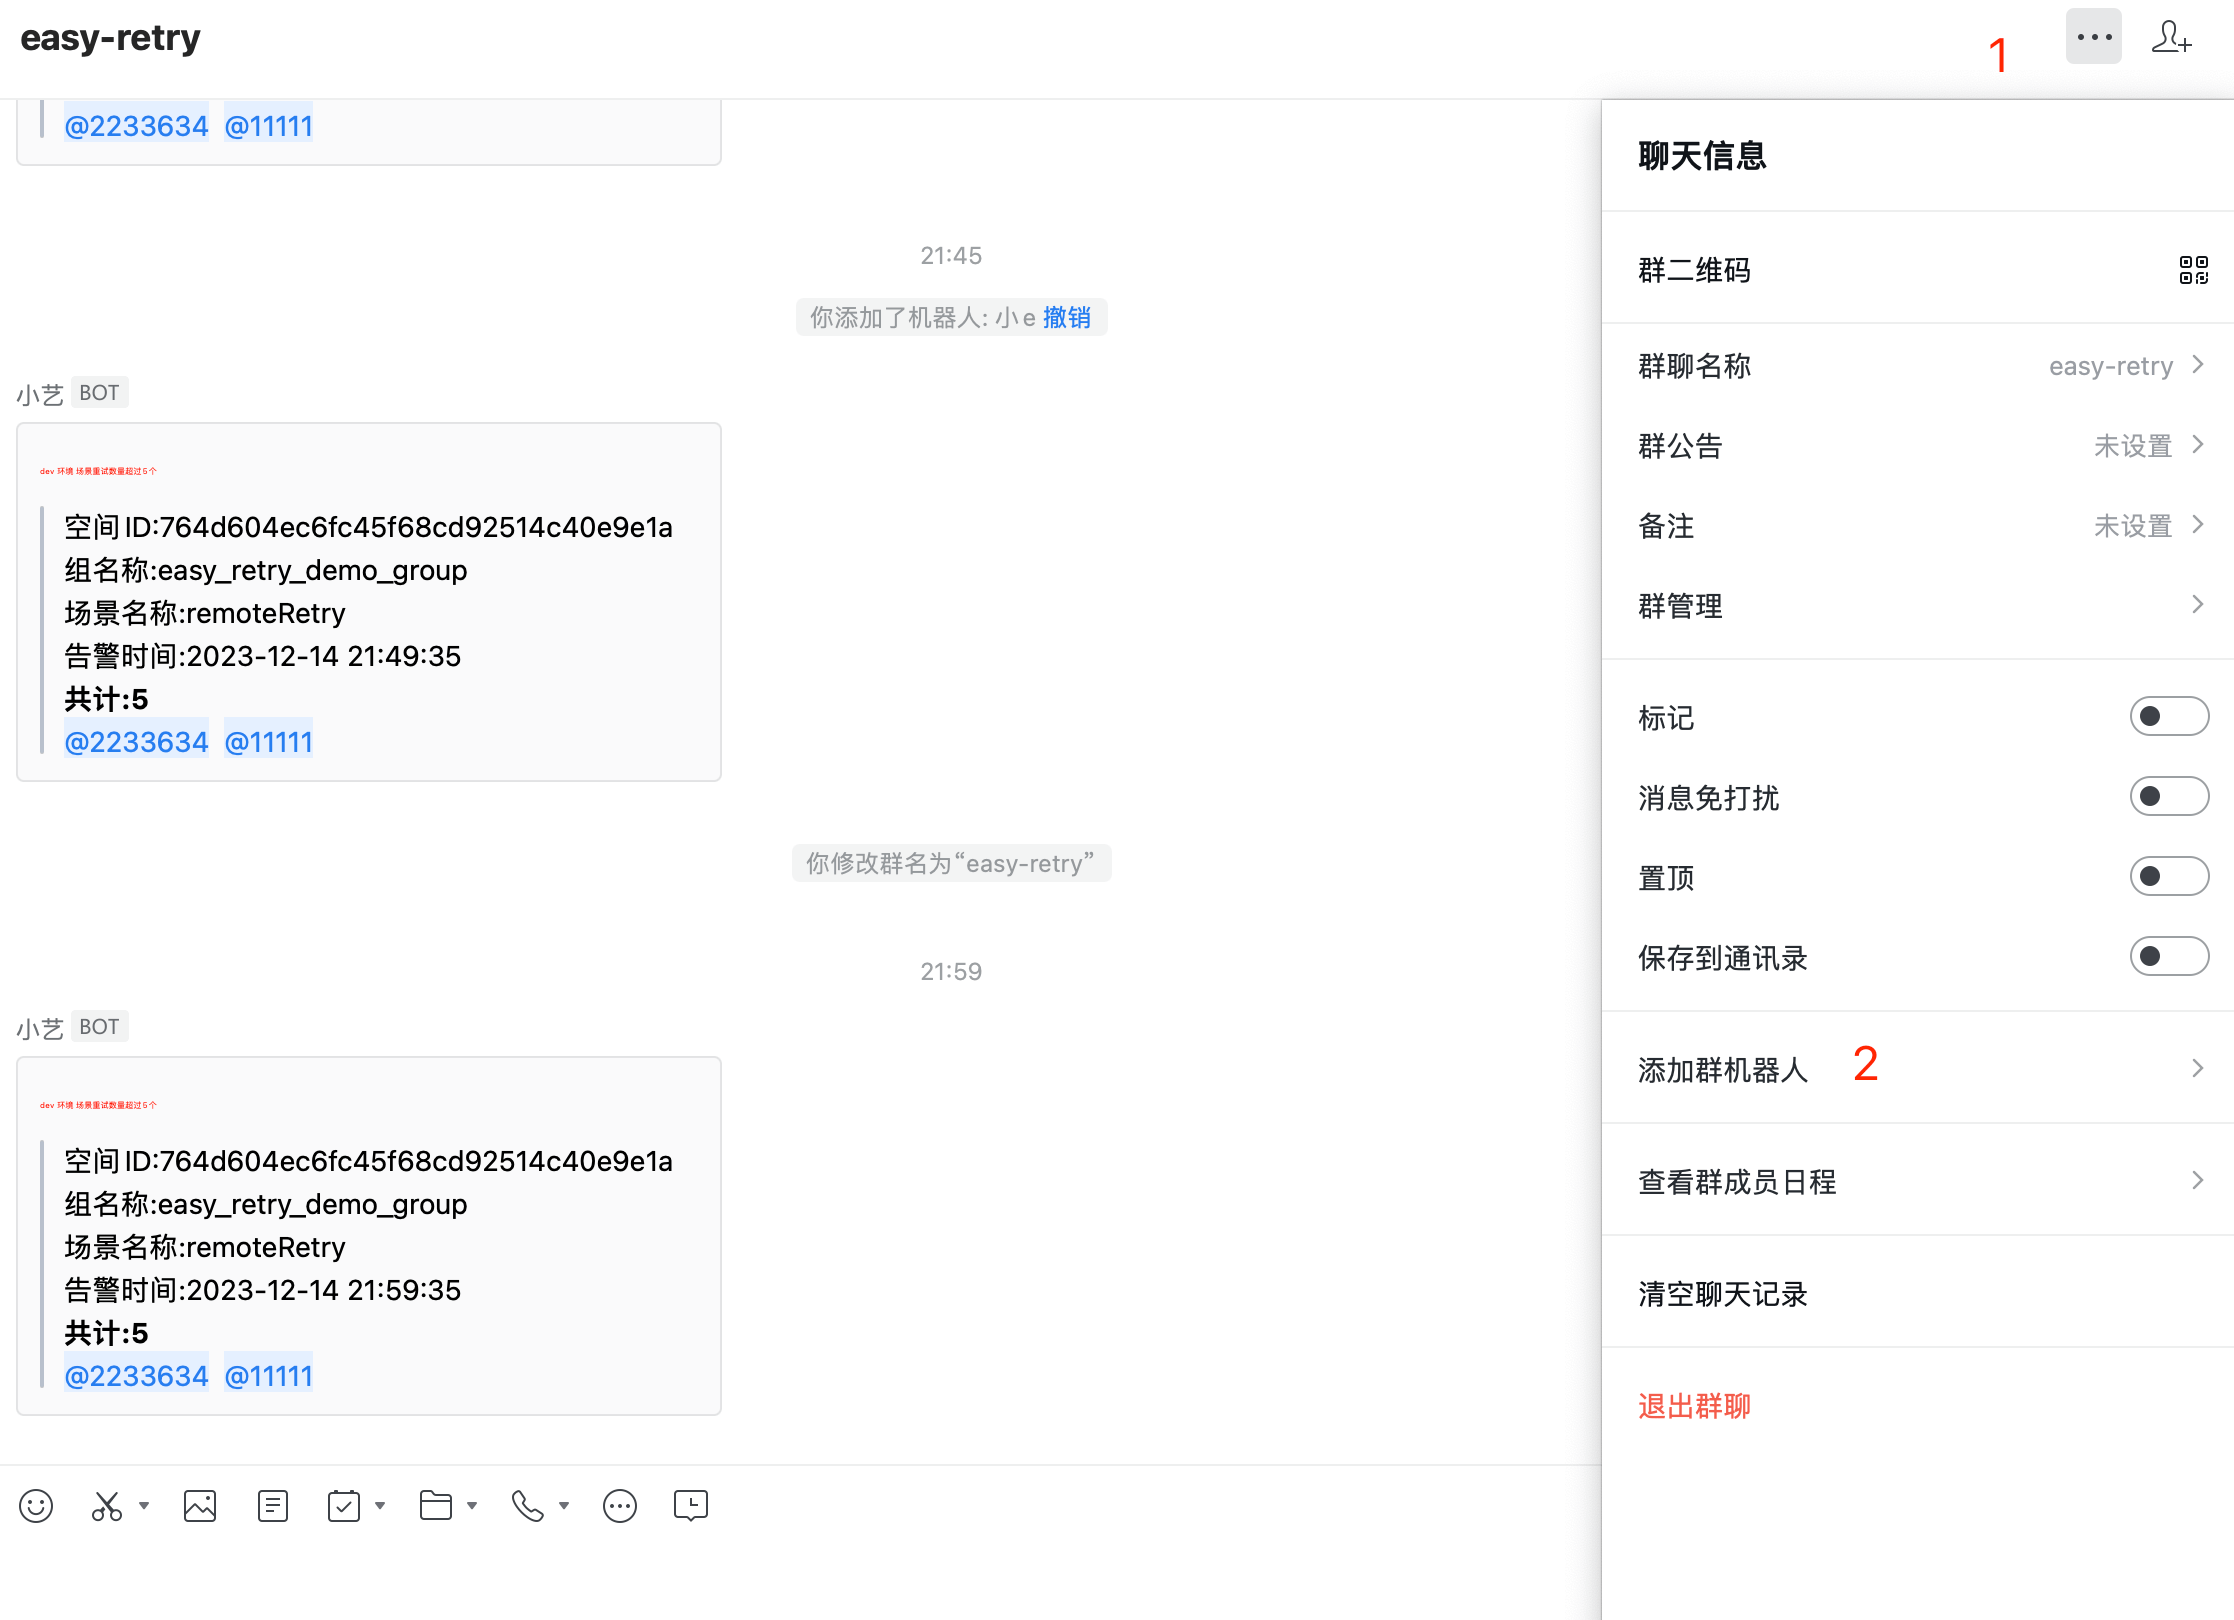 easy-retry
1
@2233634 @11111
21:45
你添加了机器人: 小e 撤销
小艺 BOT
dev 环境 场景重试数量超过5个
空间ID:764d604ec6fc45f68cd92514c40e9e1a
组名称:easy_retry_demo_group
场景名称:remoteRetry
告警时间:2023-12-14 21:49:35
共计:5
@2233634 @11111
你修改群名为“easy-retry”
21:59
小艺 BOT
dev 环境 场景重试数量超过5个
空间ID:764d604ec6fc45f68cd92514c40e9e1a
组名称:easy_retry_demo_group
场景名称:remoteRetry
告警时间:2023-12-14 21:59:35
共计:5
@2233634 @11111
聊天信息
群二维码
群聊名称 easy-retry
群公告 未设置
备注 未设置
群管理
标记
消息免打扰
置顶
保存到通讯录
添加群机器人 2
查看群成员日程
清空聊天记录
退出群聊